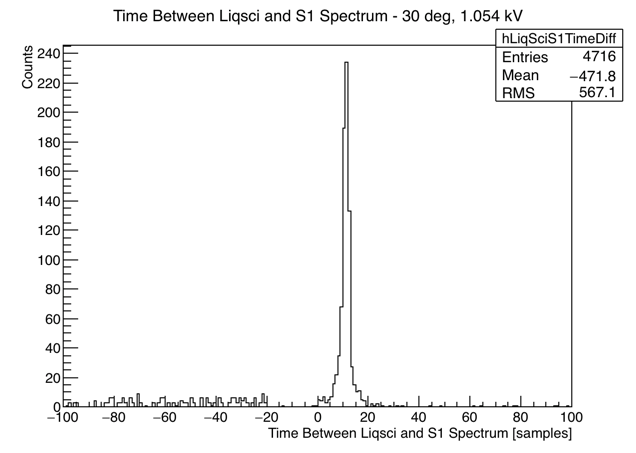 Time Between Liqsci and S1 Spectrum - 30 deg, 1.054 kV
hLiqSciS1TimeDiff
Entries 4716
Mean −471.8
RMS 567.1
Counts
240
220
200
180
160
140
120
100
80
60
40
20
0
−100 −80 −60 −40 −20 0 20 40 60 80 100
Time Between Liqsci and S1 Spectrum [samples]